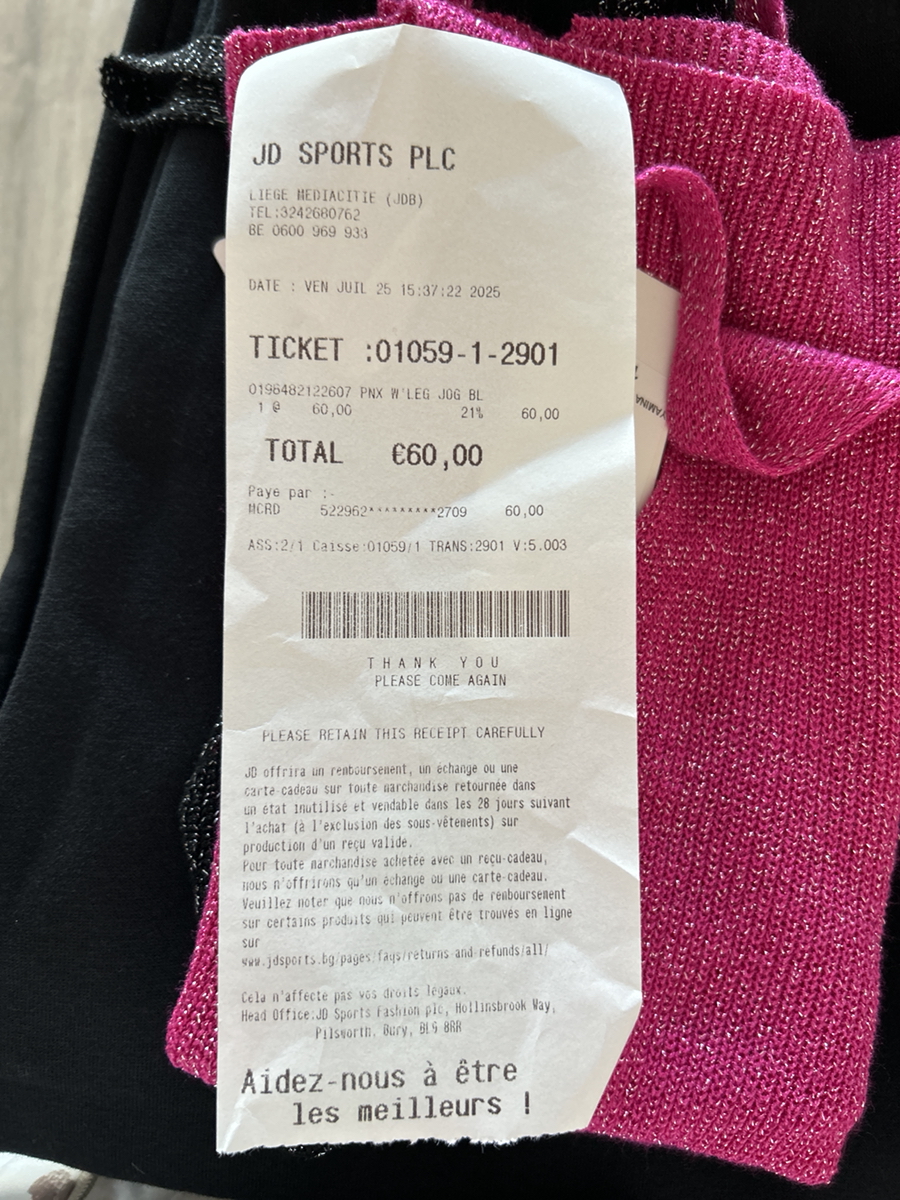 JD SPORTS PLC
LIEGE MEDIACITIE (JDB)
TEL:3242680762
BE 0600 969 933
DATE : VEN JUIL 25 15:37:22 2025
TICKET :01059-1-2901
0196482122607 PNX W'LEG JOG BL
1 @ 60,00 21% 60,00
TOTAL €60,00
Paye par :-
MCRD 522962*********2709 60,00
ASS:2/1 Caisse:01059/1 TRANS:2901 V:5.003
THANK YOU
PLEASE COME AGAIN
PLEASE RETAIN THIS RECEIPT CAREFULLY
JD offrira un remboursement, un échange ou une
carte-cadeau sur toute marchandise retournée dans
un état inutilisé et vendable dans les 28 jours suivant
l'achat (à l'exclusion des sous-vêtements) sur
production d'un reçu valide.
Pour toute marchandise achetée avec un reçu-cadeau,
nous n'offrirons qu'un échange ou une carte-cadeau.
Veuillez noter que nous n'offrons pas de remboursement
sur certains produits qui peuvent être trouvés en ligne
sur
www.jdsports.bg/pages/faqs/returns-and-refunds/all/
Cela n'affecte pas vos droits légaux.
Head Office:JD Sports Fashion plc, Hollinsbrook Way,
Pilsworth, Bury, BL9 8RR
Aidez-nous à être
les meilleurs !
YAMINA